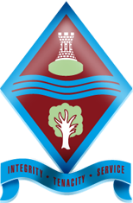 INTEGRITY - TENACITY - SERVICE